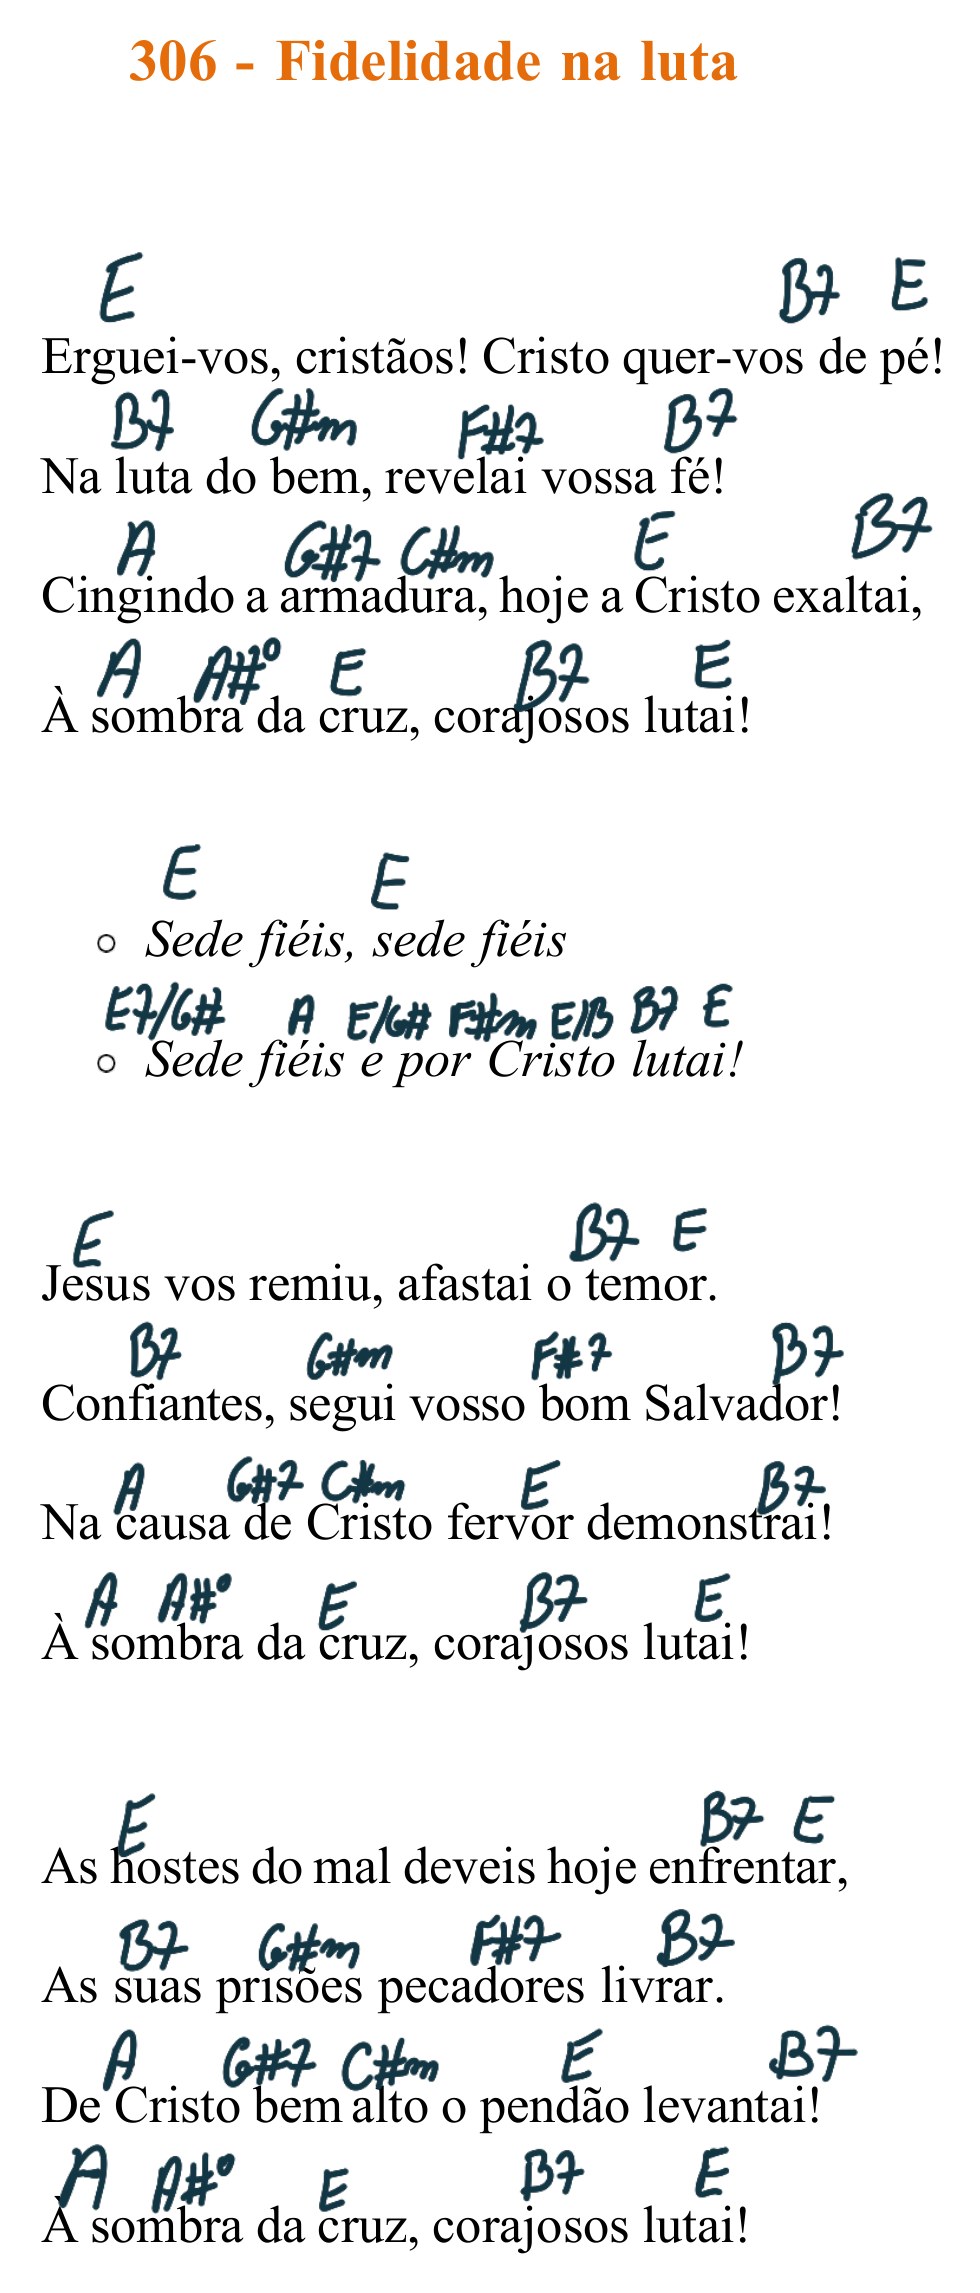 306 - Fidelidade na luta
E B7 E
Erguei-vos, cristãos! Cristo quer-vos de pé!
B7 G#m F#7 B7
Na luta do bem, revelai vossa fé!
A G#7 C#m E B7
Cingindo a armadura, hoje a Cristo exaltai,
A A#° E B7 E
À sombra da cruz, corajosos lutai!
E E
○ Sede fiéis, sede fiéis
E7/G# A E/G# F#m E/B B7 E
○ Sede fiéis e por Cristo lutai!
E B7 E
Jesus vos remiu, afastai o temor.
B7 G#m F#7 B7
Confiantes, segui vosso bom Salvador!
A G#7 C#m E B7
Na causa de Cristo fervor demonstrai!
A A#° E B7 E
À sombra da cruz, corajosos lutai!
E B7 E
As hostes do mal deveis hoje enfrentar,
B7 G#m F#7 B7
As suas prisões pecadores livrar.
A G#7 C#m E B7
De Cristo bem alto o pendão levantai!
A A#° E B7 E
À sombra da cruz, corajosos lutai!